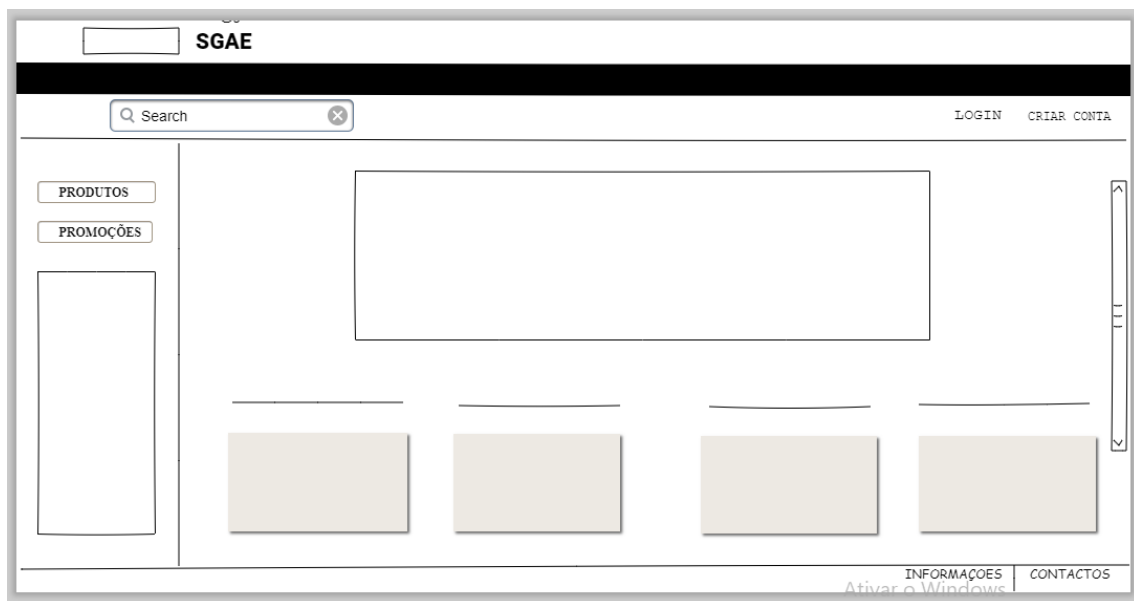 SGAE
Search
LOGIN CRIAR CONTA
PRODUTOS
PROMOÇÕES
INFORMAÇOES CONTACTOS
Ativar o Windows